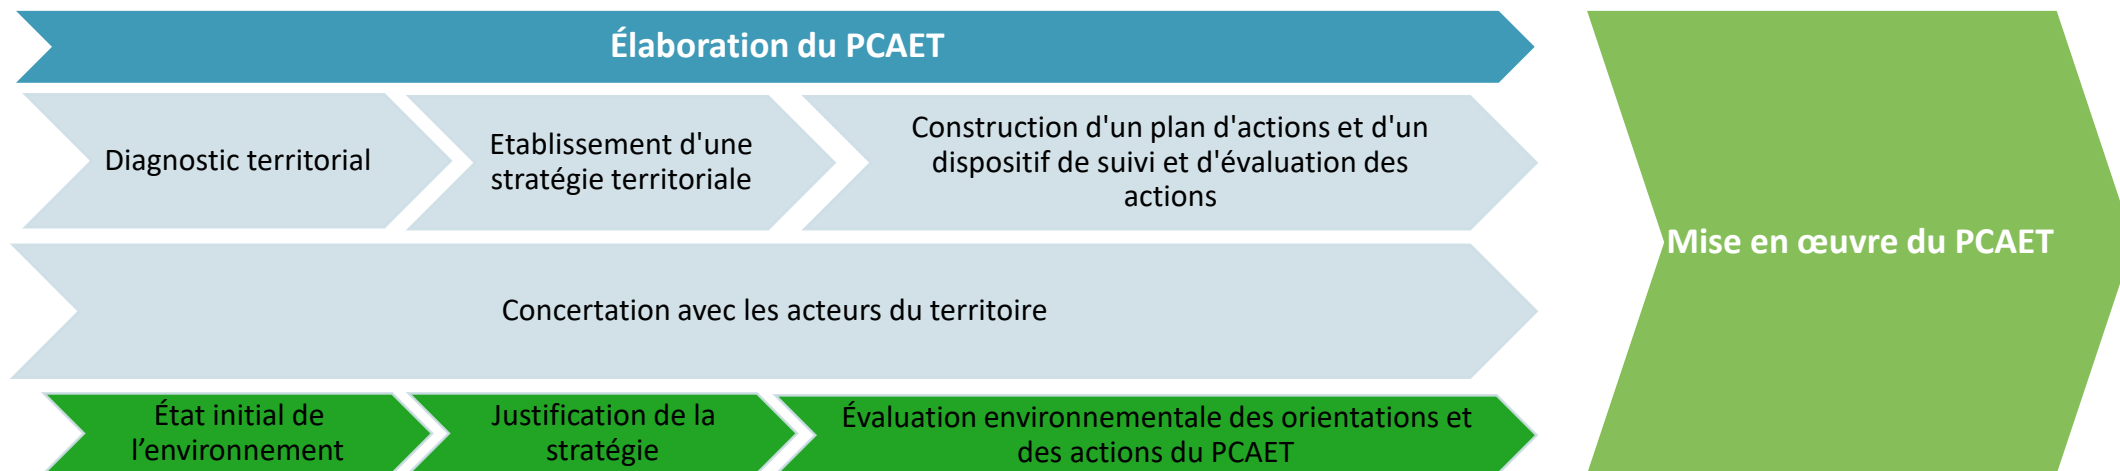 Élaboration du PCAET
Diagnostic territorial
Etablissement d'une
stratégie territoriale
Construction d'un plan d'actions et d'un
dispositif de suivi et d'évaluation des
actions
Concertation avec les acteurs du territoire
État initial de
l’environnement
Justification de la
stratégie
Évaluation environnementale des orientations et
des actions du PCAET
Mise en œuvre du PCAET